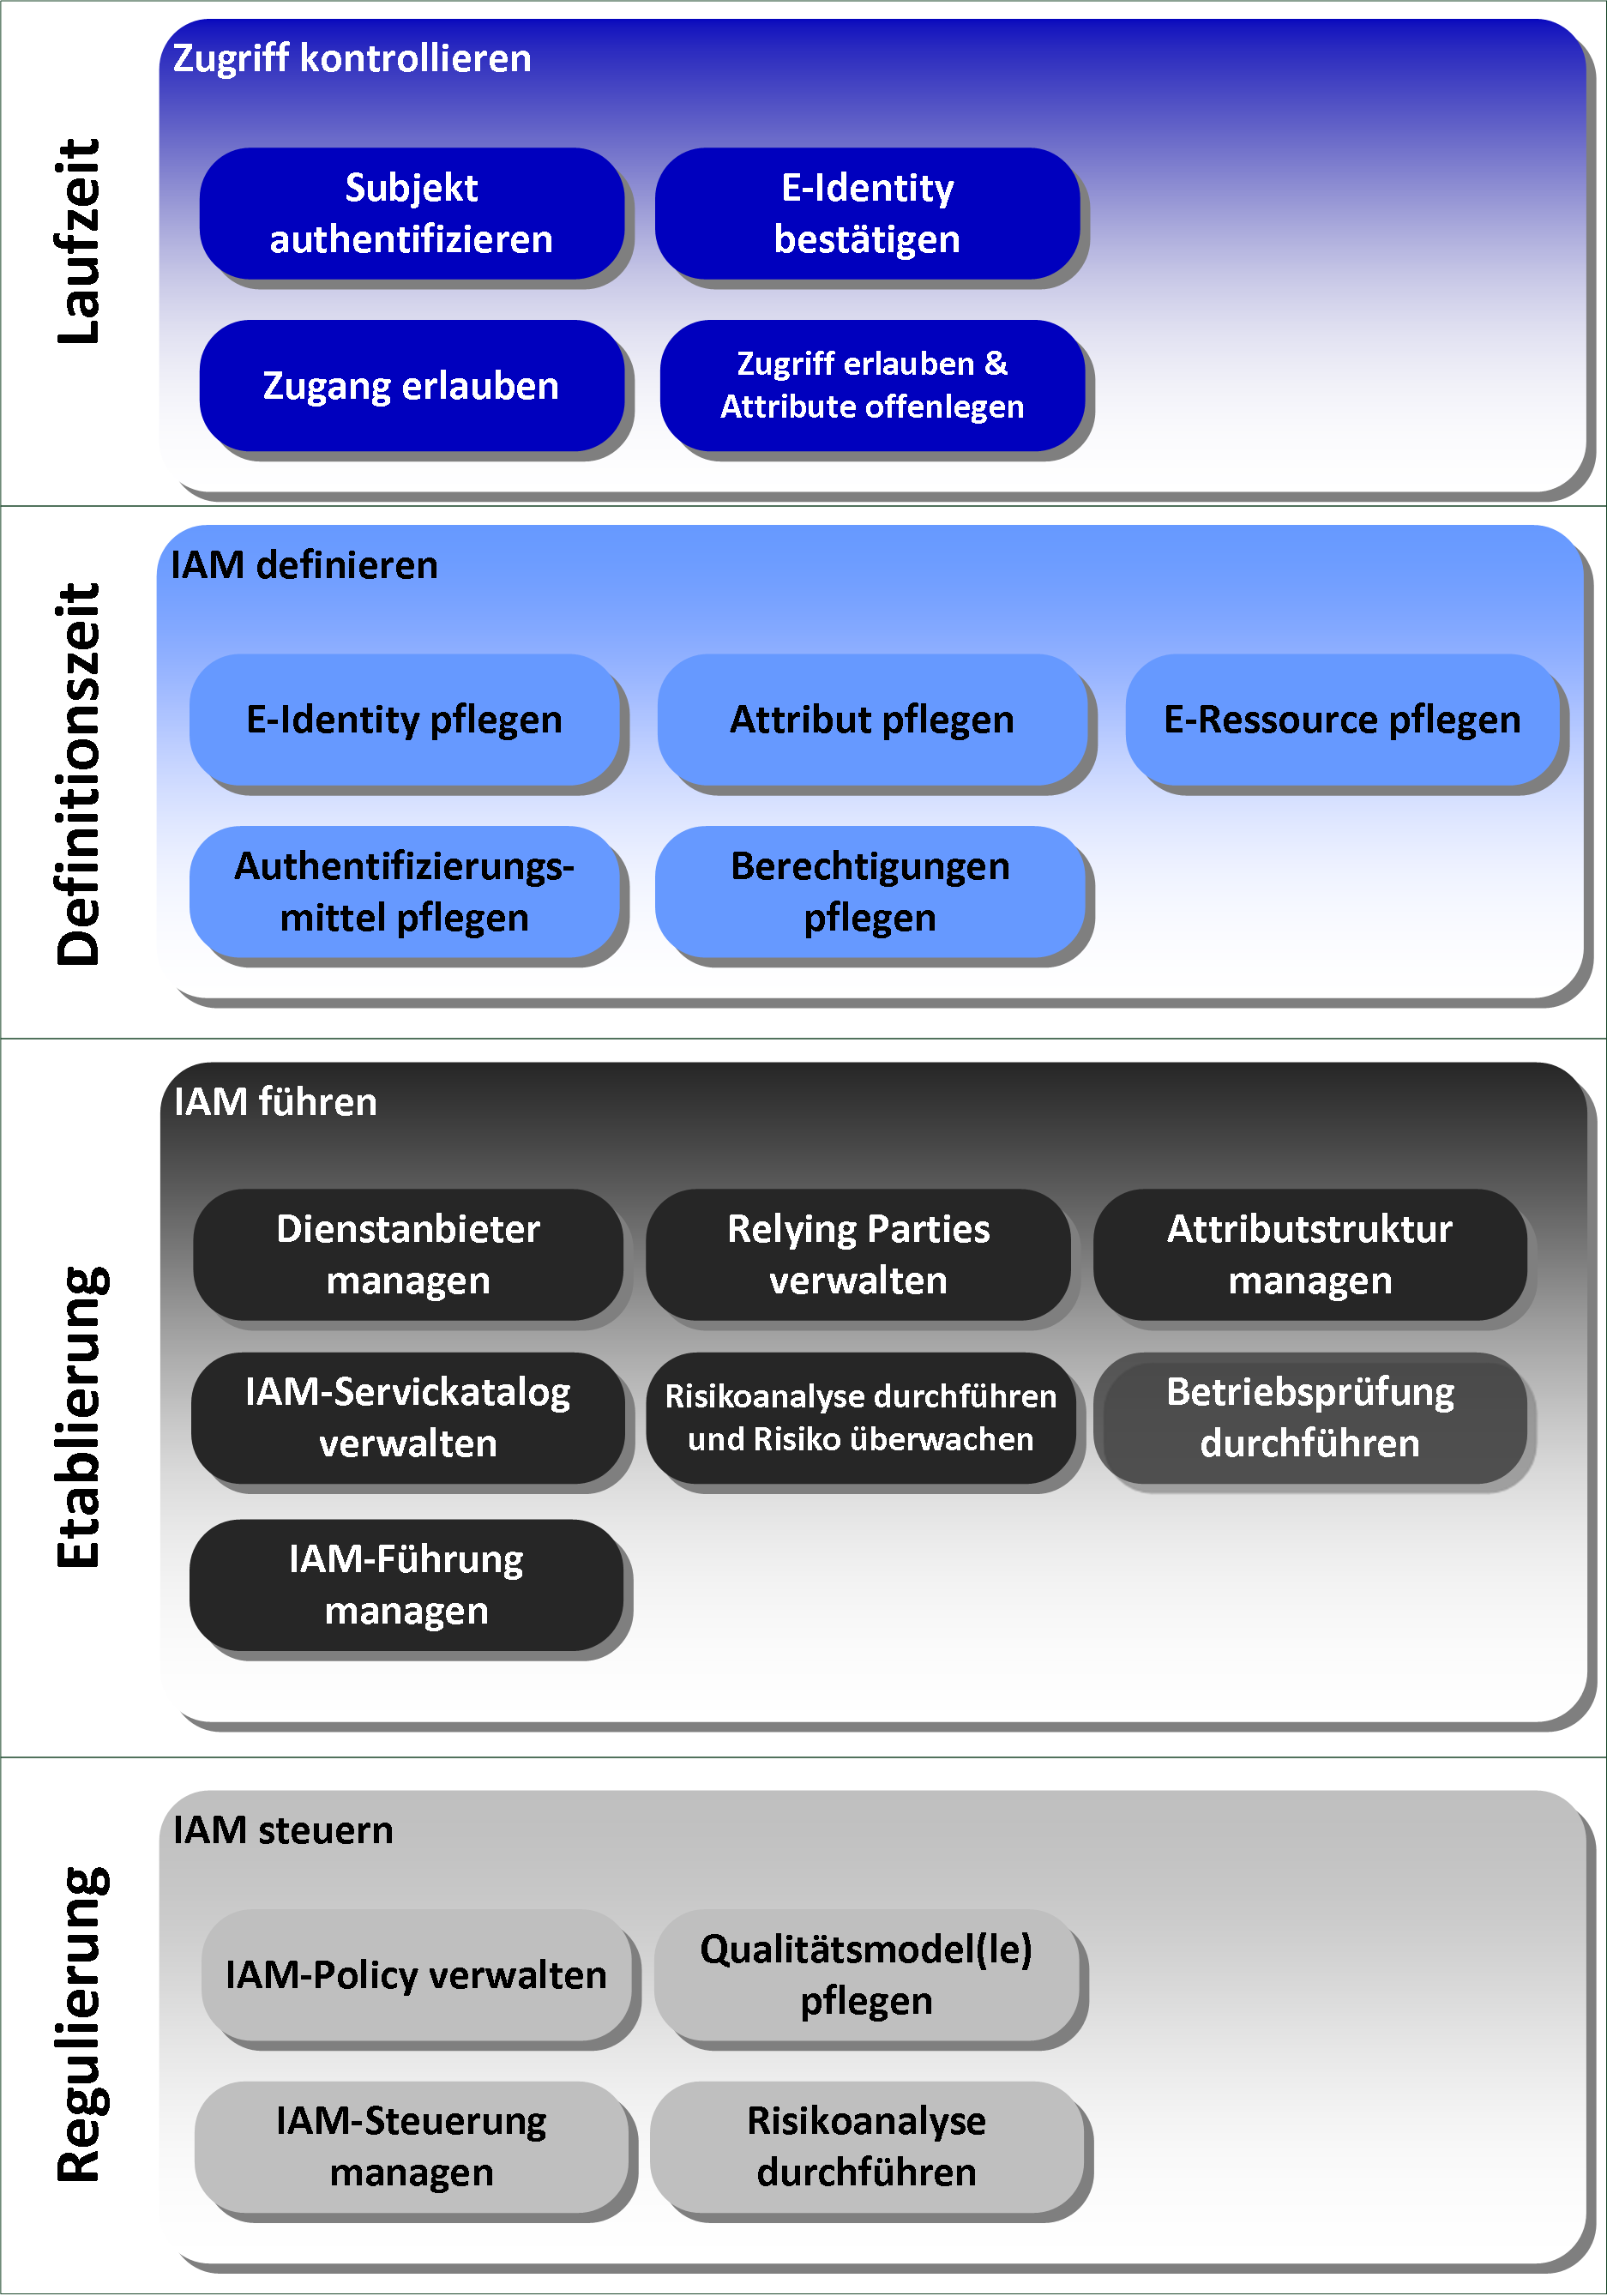 Laufzeit
Zugriff kontrollieren
Subjekt
authentifizieren
E-Identity
bestätigen
Zugang erlauben
Zugriff erlauben &
Attribute offenlegen
Definitionszeit
IAM definieren
E-Identity pflegen
Attribut pflegen
E-Ressource pflegen
Authentifizierungs-
mittel pflegen
Berechtigungen
pflegen
Etablierung
IAM führen
Dienstanbieter
managen
Relying Parties
verwalten
Attributstruktur
managen
IAM-Servickatalog
verwalten
Risikoanalyse durchführen
und Risiko überwachen
Betriebsprüfung
durchführen
IAM-Führung
managen
Regulierung
IAM steuern
IAM-Policy verwalten
Qualitätsmodel(le)
pflegen
IAM-Steuerung
managen
Risikoanalyse
durchführen